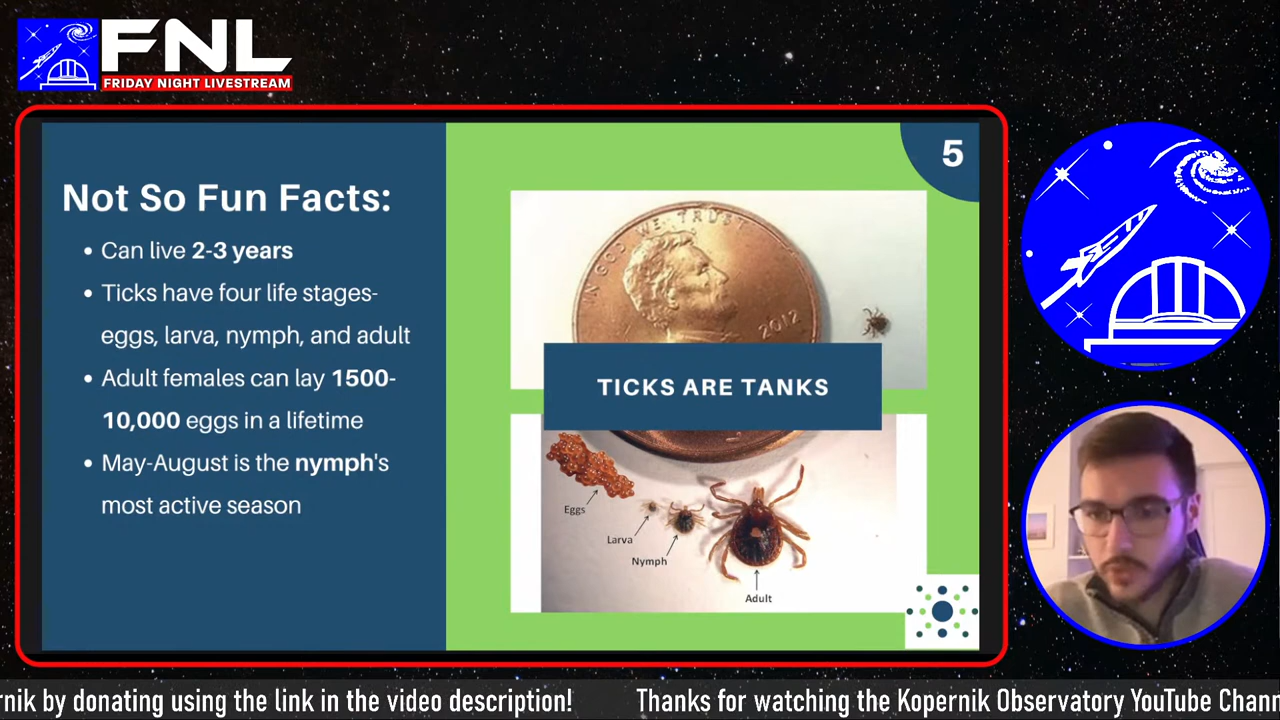 FNL
FRIDAY NIGHT LIVESTREAM
5
Not So Fun Facts:
• Can live 2-3 years
• Ticks have four life stages-
eggs, larva, nymph, and adult
• Adult females can lay 1500-
10,000 eggs in a lifetime
• May-August is the nymph's
most active season
IN GOD WE TRUST
2012
TICKS ARE TANKS
Eggs
Larva
Nymph
Adult
rnik by donating using the link in the video description! Thanks for watching the Kopernik Observatory YouTube Chann